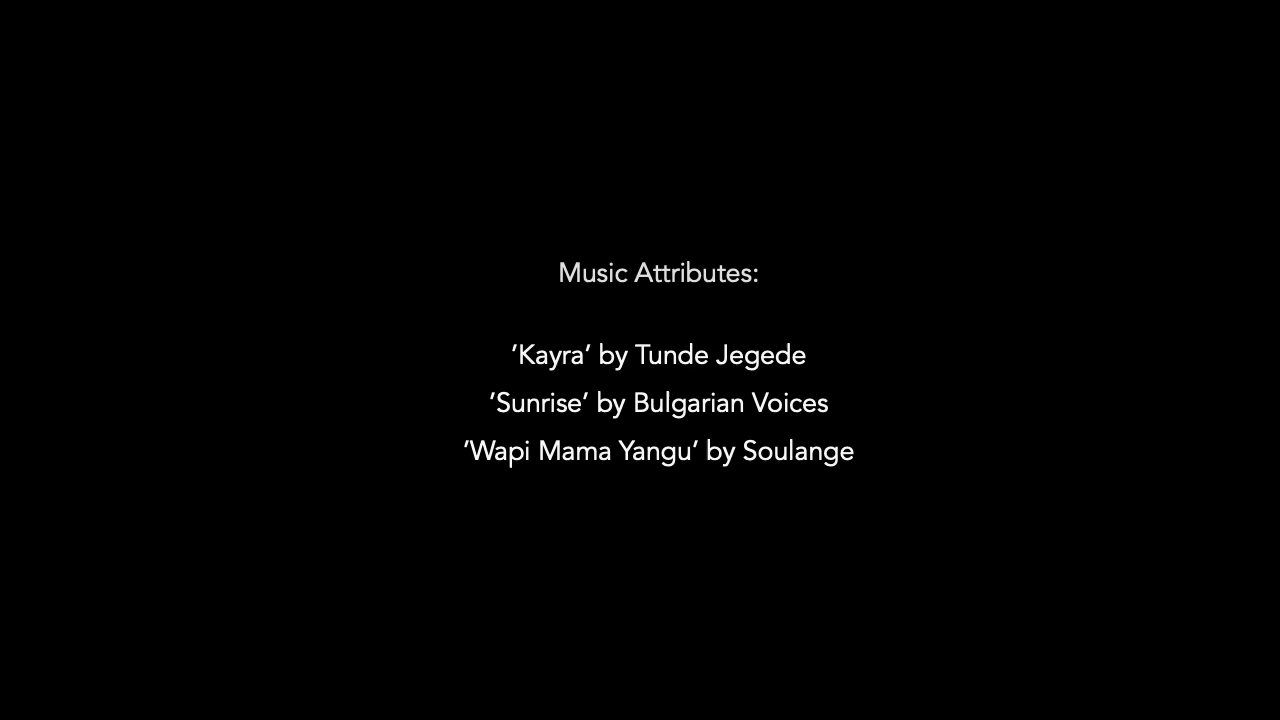 Music Attributes:
’Kayra’ by Tunde Jegede
’Sunrise’ by Bulgarian Voices
’Wapi Mama Yangu’ by Soulange